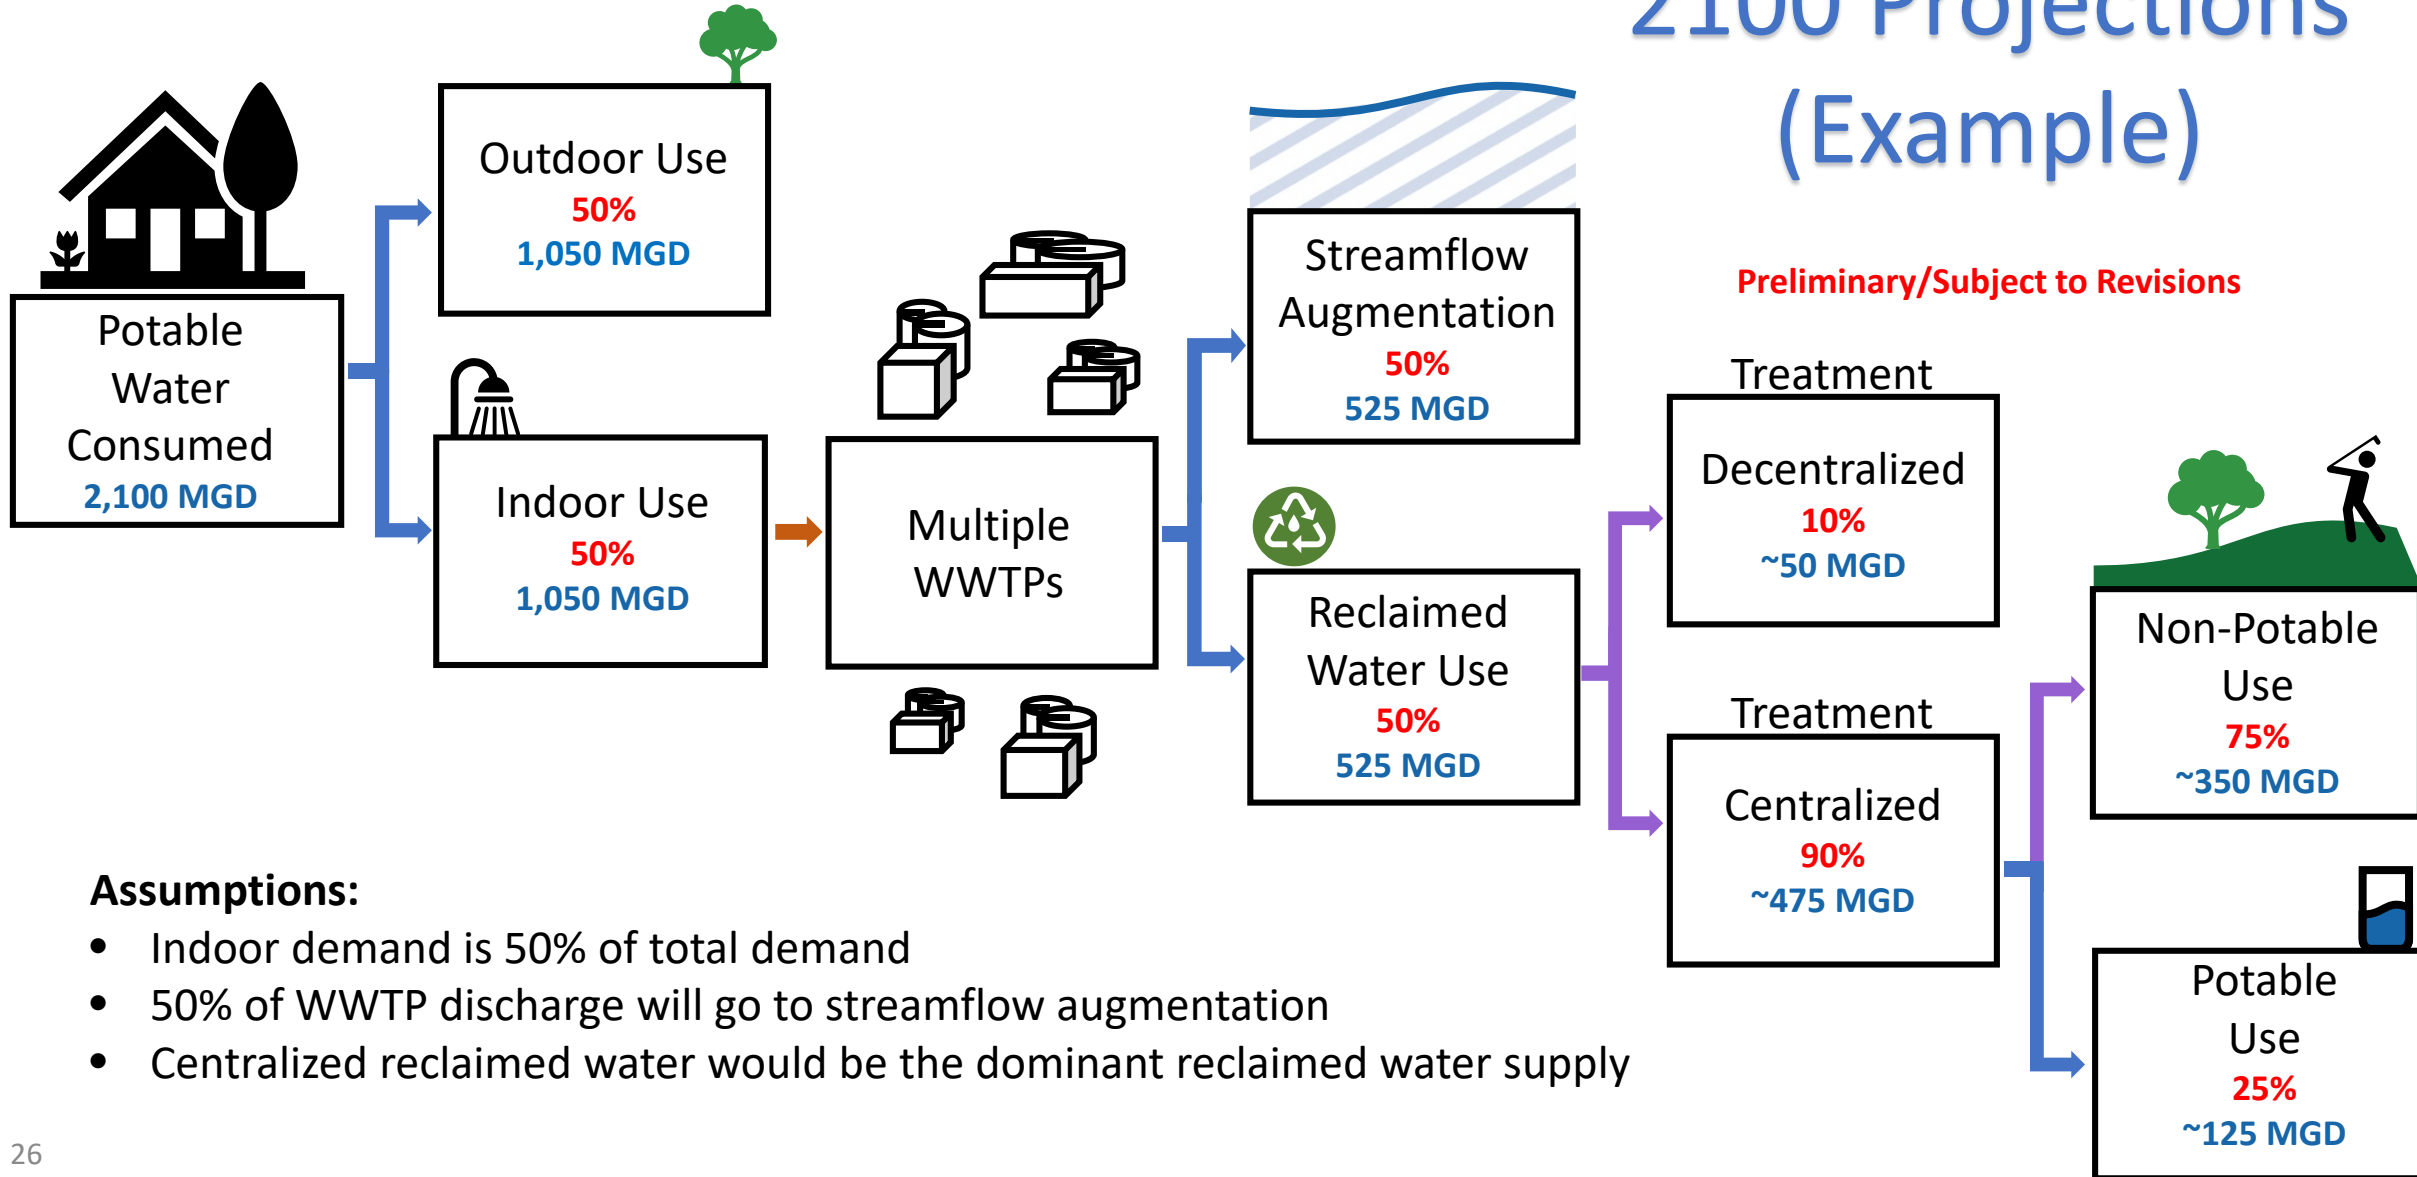 2100 Projections
(Example)
Preliminary/Subject to Revisions
Potable
Water
Consumed
2,100 MGD
Outdoor Use
50%
1,050 MGD
Indoor Use
50%
1,050 MGD
Multiple
WWTPs
Streamflow
Augmentation
50%
525 MGD
Reclaimed
Water Use
50%
525 MGD
Treatment
Decentralized
10%
~50 MGD
Treatment
Centralized
90%
~475 MGD
Non-Potable
Use
75%
~350 MGD
Potable
Use
25%
~125 MGD
Assumptions:
• Indoor demand is 50% of total demand
• 50% of WWTP discharge will go to streamflow augmentation
• Centralized reclaimed water would be the dominant reclaimed water supply
26